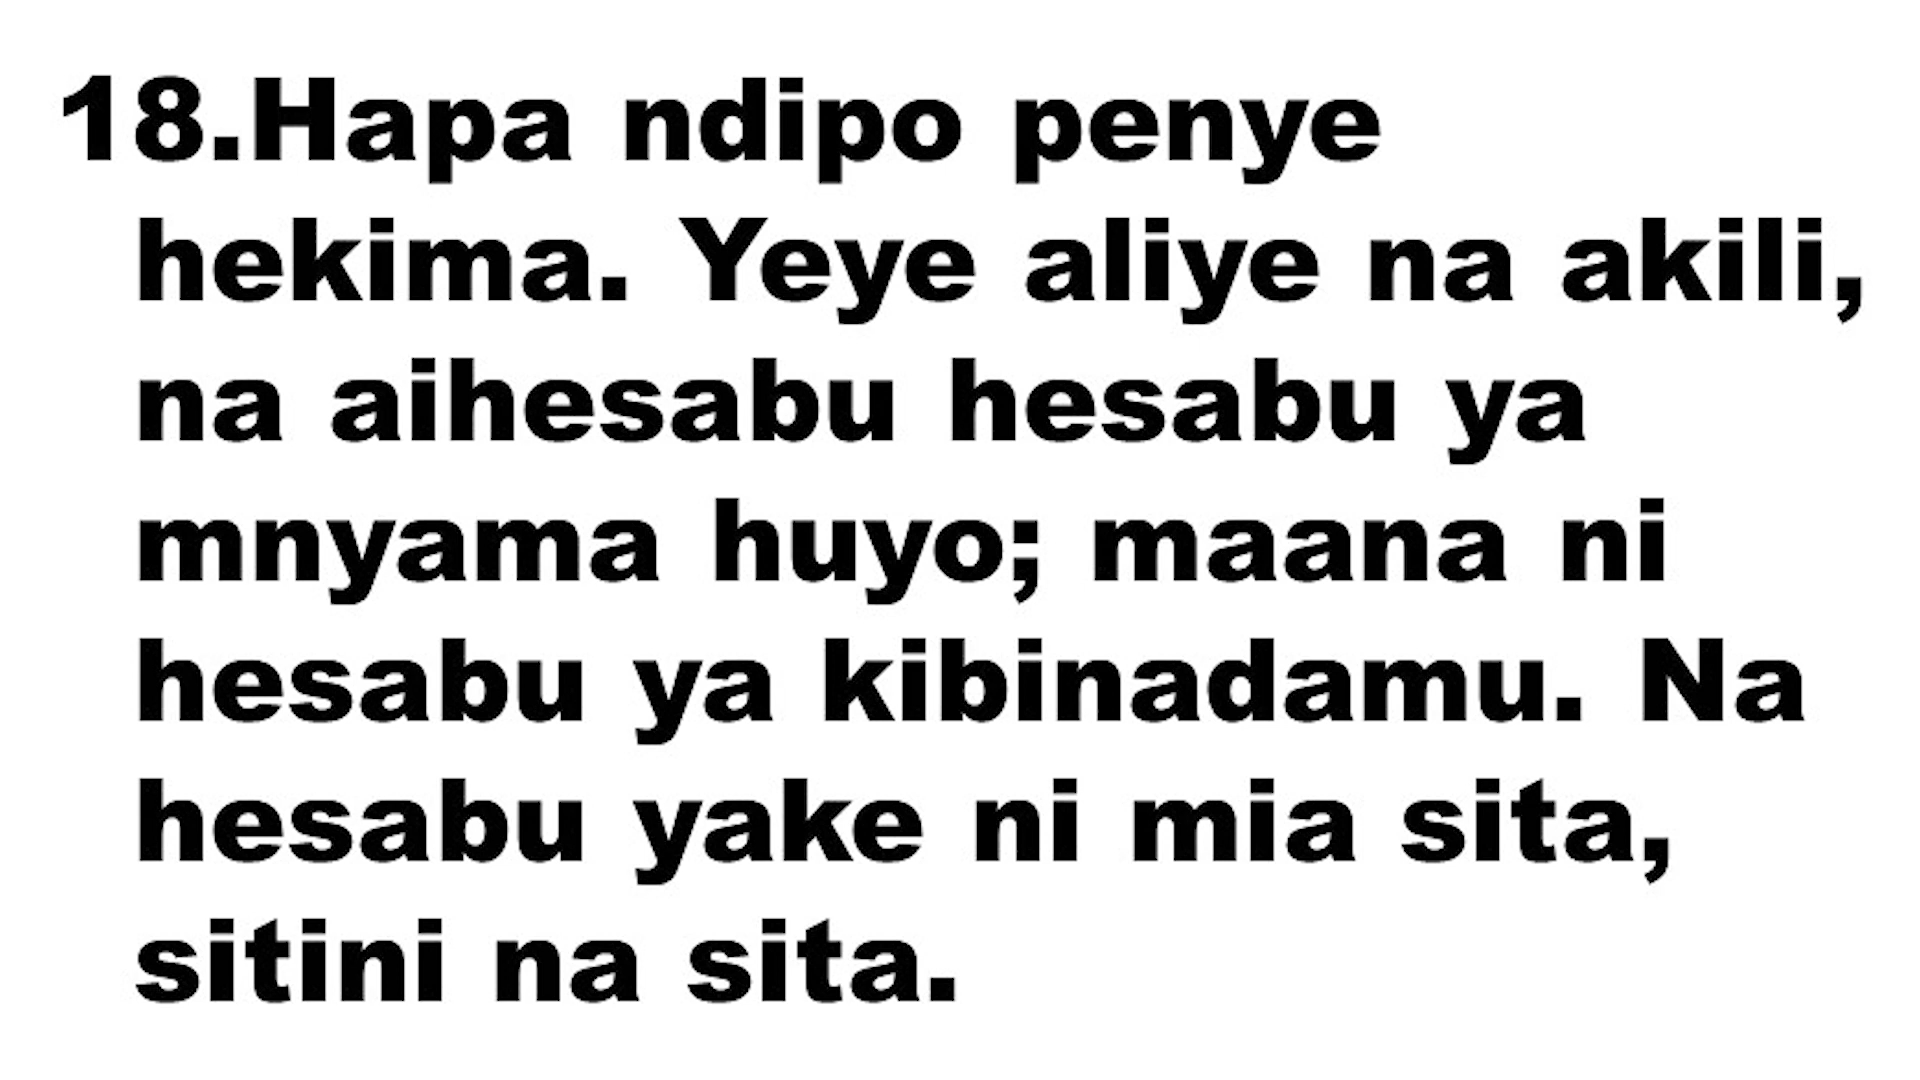 18.Hapa ndipo penye
hekima. Yeye aliye na akili,
na aihesabu hesabu ya
mnyama huyo; maana ni
hesabu ya kibinadamu. Na
hesabu yake ni mia sita,
sitini na sita.